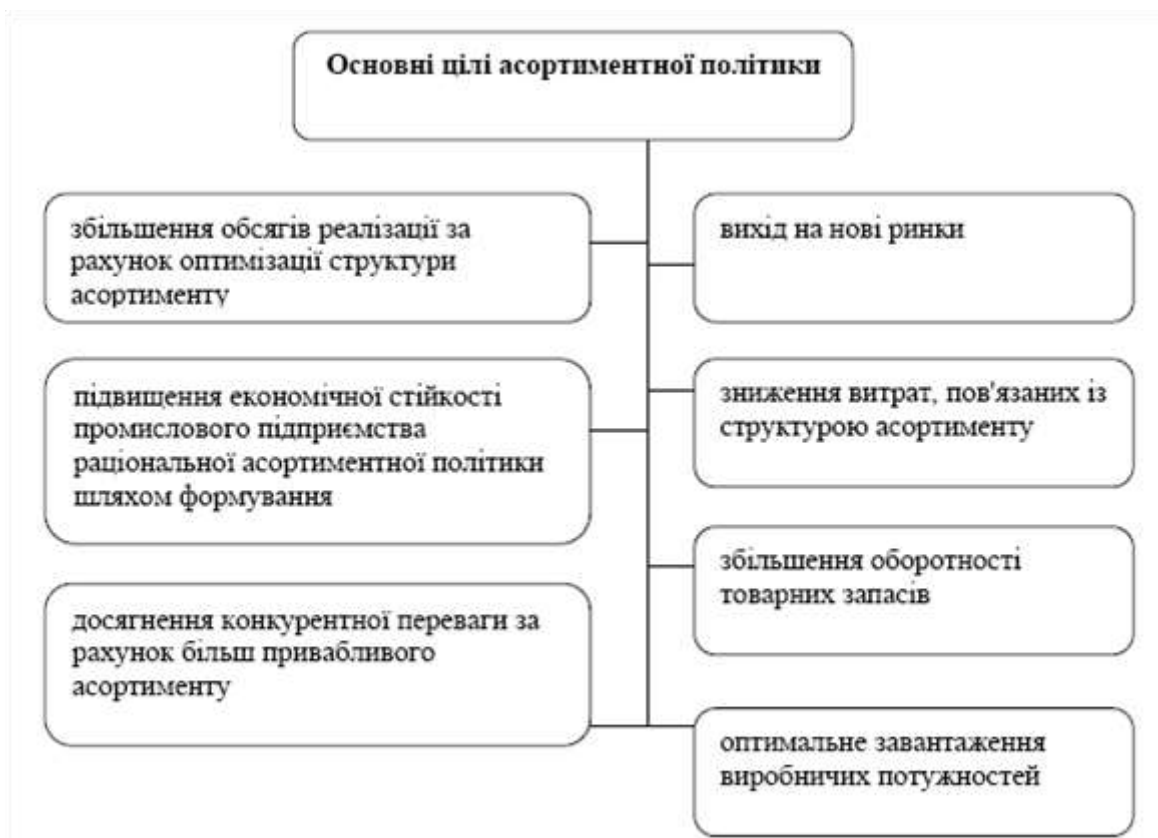 Основні цілі асортиментної політики
збільшення обсягів реалізації за
рахунок оптимізації структури
асортименту
підвищення економічної стійкості
промислового підприємства
раціональної асортиментної політики
шляхом формування
досягнення конкурентної переваги за
рахунок більш привабливого
асортименту
вихід на нові ринки
зниження витрат, пов'язаних із
структурою асортименту
збільшення оборотності
товарних запасів
оптимальне завантаження
виробничих потужностей